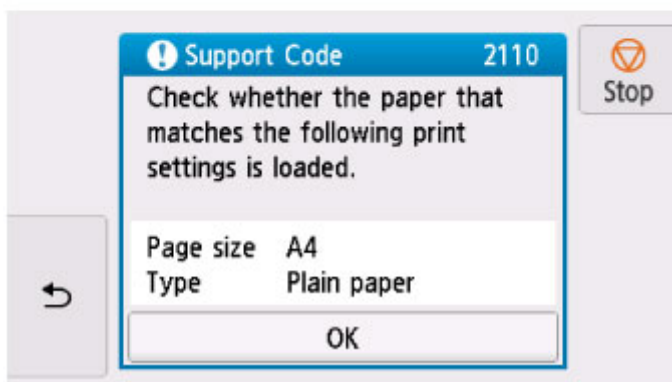 Support Code 2110
Stop
Check whether the paper that
matches the following print
settings is loaded.
Page size A4
Type Plain paper
OK